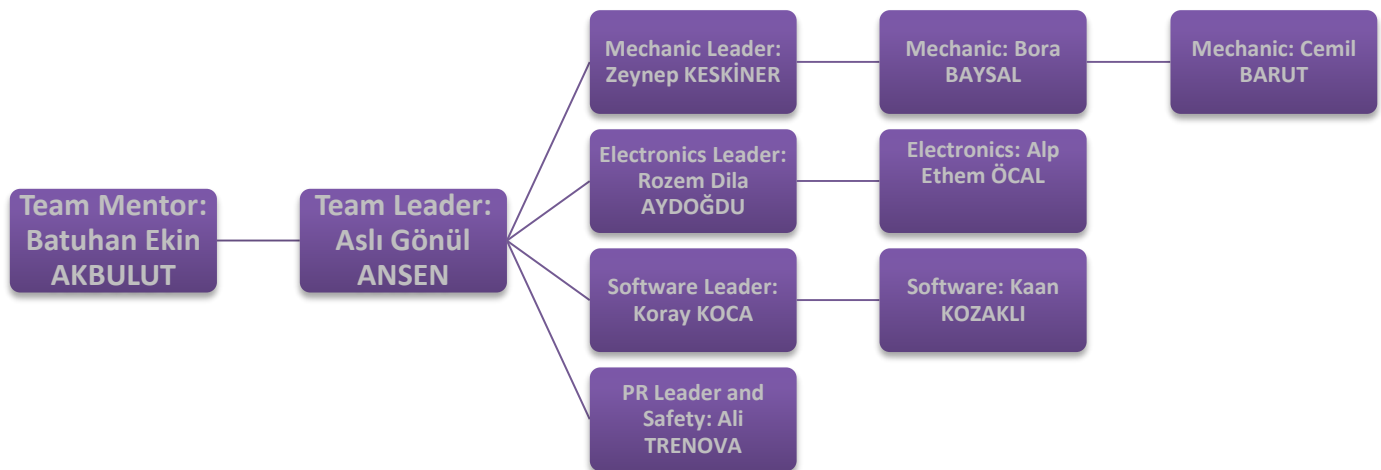 Team Mentor:
Batuhan Ekin
AKBULUT
Team Leader:
Aslı Gönül
ANSEN
Mechanic Leader:
Zeynep KESKİNER
Mechanic: Bora
BAYSAL
Mechanic: Cemil
BARUT
Electronics Leader:
Rozem Dila
AYDOĞDU
Electronics: Alp
Ethem ÖCAL
Software Leader:
Koray KOCA
Software: Kaan
KOZAKLI
PR Leader and
Safety: Ali
TRENOVA